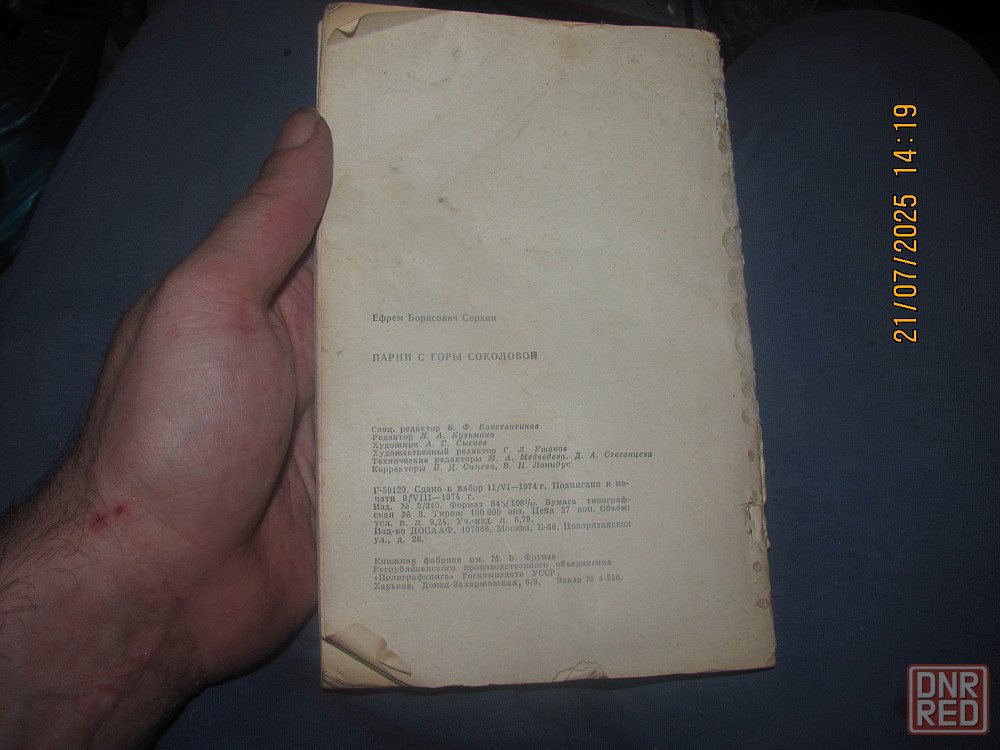 Ефрем Борисович Соркин
ПАРНИ С ГОРЫ СОКОЛОВОЙ
Спец. редактор В. Ф. Константинов
Редактор Л. А. Кузьмина
Художник А. С. Сысоев
Художественный редактор Г. Л. Ушаков
Технические редакторы М. А. Медведева, Д. А. Стеганцева
Корректоры В. Д. Синева, В. Н. Лапидус
Г-50129. Сдано в набор 11/VI—1974 г. Подписано к пе-
чати 9/VIII—1974 г.
Изд. № 2/240. Формат 84×108¹/₃₂. Бумага типограф-
ская № 3. Тираж 100 000 экз. Цена 27 коп. Объем:
усл. п. л. 9,24. Уч.-изд. л. 8,79.
Изд-во ДОСААФ, 107066, Москва, Б-66, Новорязанская
ул., д. 26.
Книжная фабрика им. М. В. Фрунзе
Республиканского производственного объединения
«Полиграфкнига» Госкомиздата УССР,
Харьков, Донец-Захаржевская, 6/8. Заказ № 4-256.
21/07/2025 14:19
DNR
RED